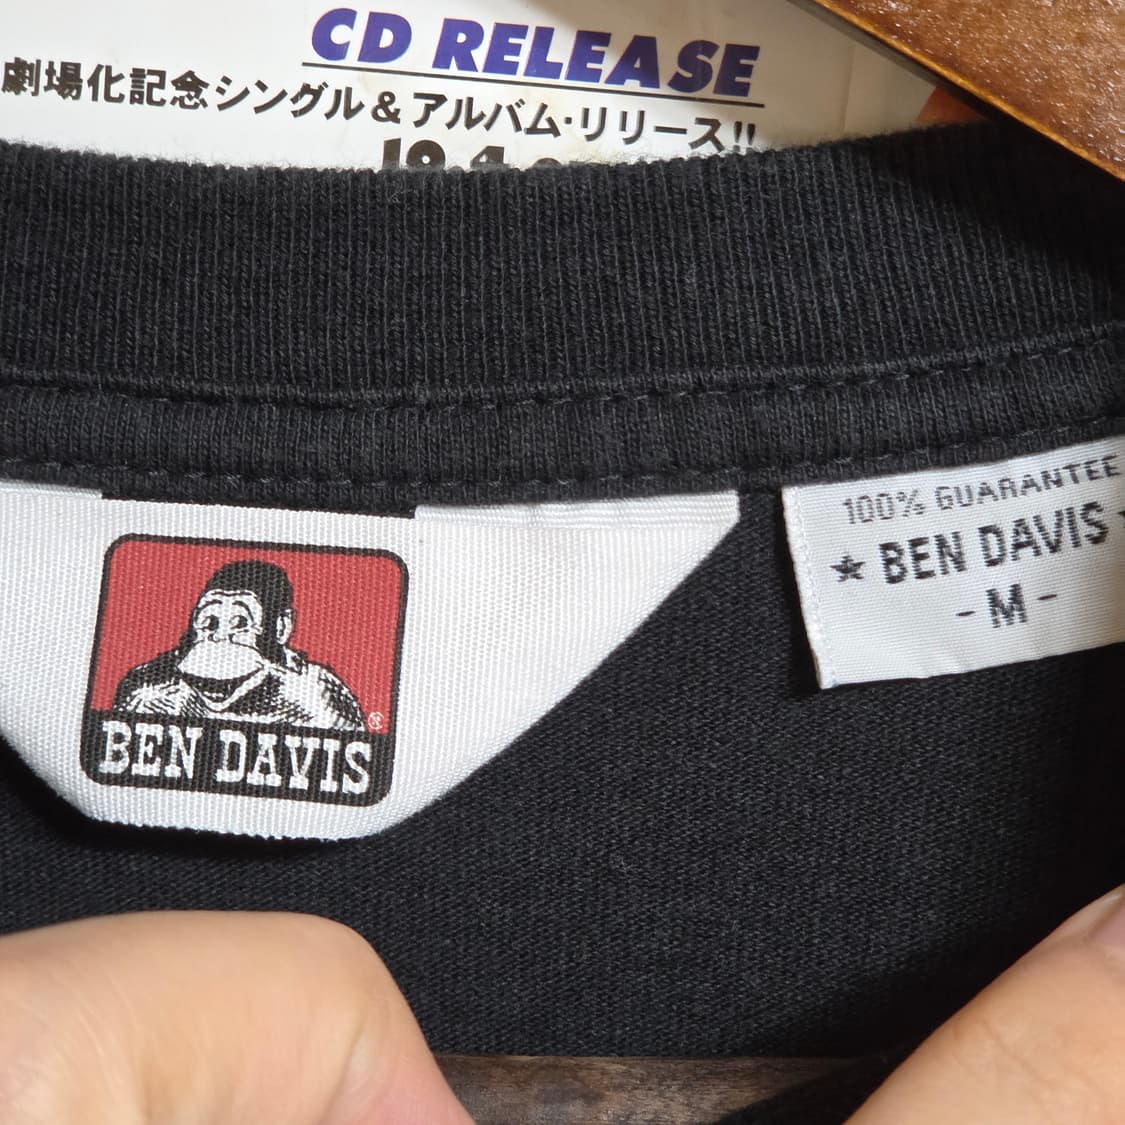 CD RELEASE
劇場化記念シングル＆アルバム・リリース!!
100% GUARANTEE
★ BEN DAVIS
- M -
BEN DAVIS
®